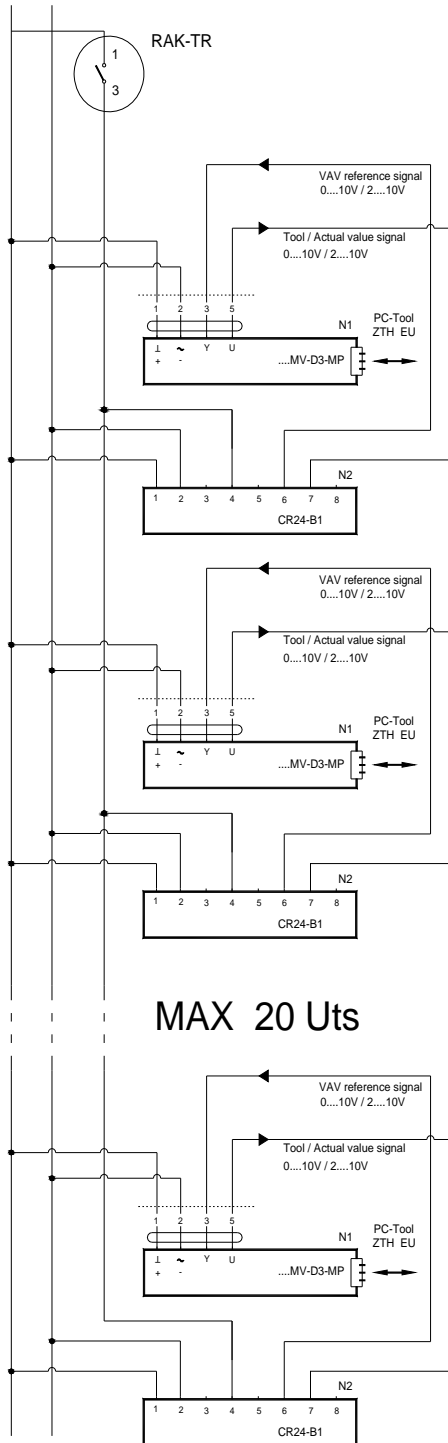 RAK-TR
1
3
VAV reference signal
0....10V / 2....10V
Tool / Actual value signal
0....10V / 2....10V
1 2 3 5
N1
PC-Tool
ZTH EU
⊥ ~ Y U
+ -
....MV-D3-MP
N2
1 2 3 4 5 6 7 8
CR24-B1
VAV reference signal
0....10V / 2....10V
Tool / Actual value signal
0....10V / 2....10V
1 2 3 5
N1
PC-Tool
ZTH EU
⊥ ~ Y U
+ -
....MV-D3-MP
N2
1 2 3 4 5 6 7 8
CR24-B1
MAX 20 Uts
VAV reference signal
0....10V / 2....10V
Tool / Actual value signal
0....10V / 2....10V
1 2 3 5
N1
PC-Tool
ZTH EU
⊥ ~ Y U
+ -
....MV-D3-MP
N2
1 2 3 4 5 6 7 8
CR24-B1